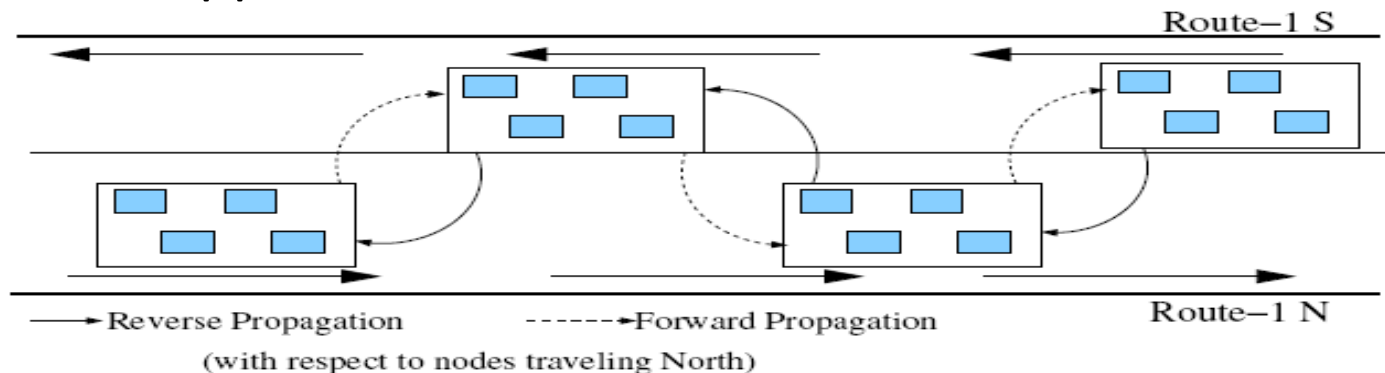 Route−1 S
Route−1 N
Reverse Propagation
Forward Propagation
(with respect to nodes traveling North)